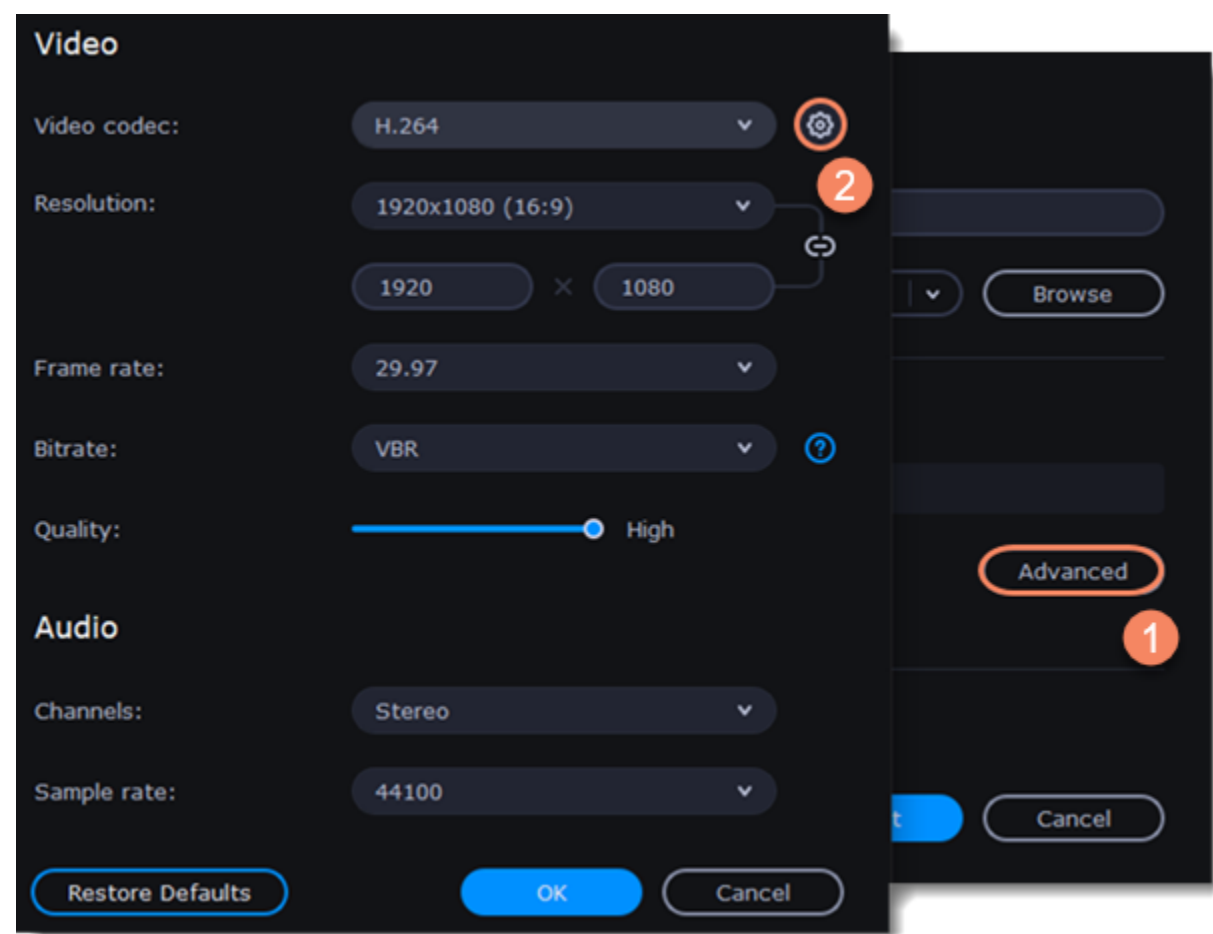 Video
Video codec:
H.264
2
Resolution:
1920x1080 (16:9)
1920 × 1080
Browse
Frame rate:
29.97
Bitrate:
VBR
?
Quality:
High
Advanced
1
Audio
Channels:
Stereo
Sample rate:
44100
t
Cancel
Restore Defaults
OK
Cancel